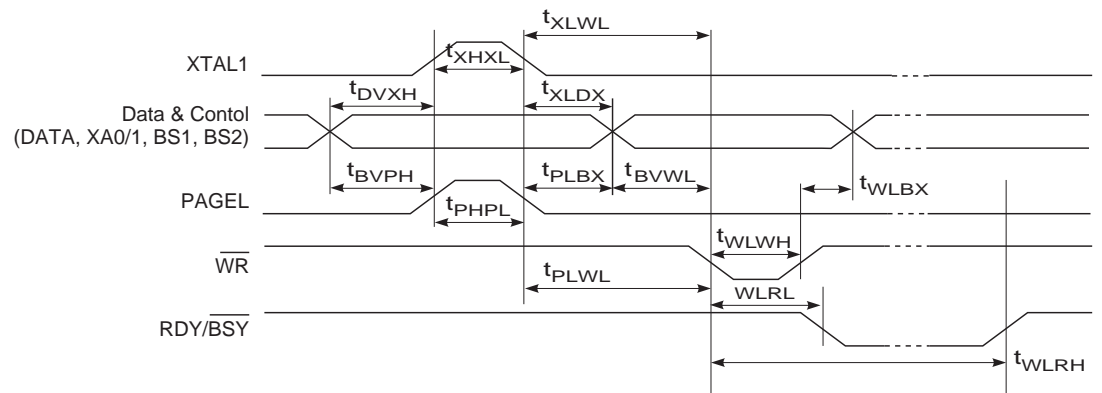 tXLWL
XTAL1
tXHXL
tDVXH
tXLDX
Data & Contol
(DATA, XA0/1, BS1, BS2)
tBVPH
tPLBX
tBVWL
tWLBX
PAGEL
tPHPL
WR
tWLWH
tPLWL
WLRL
RDY/BSY
tWLRH